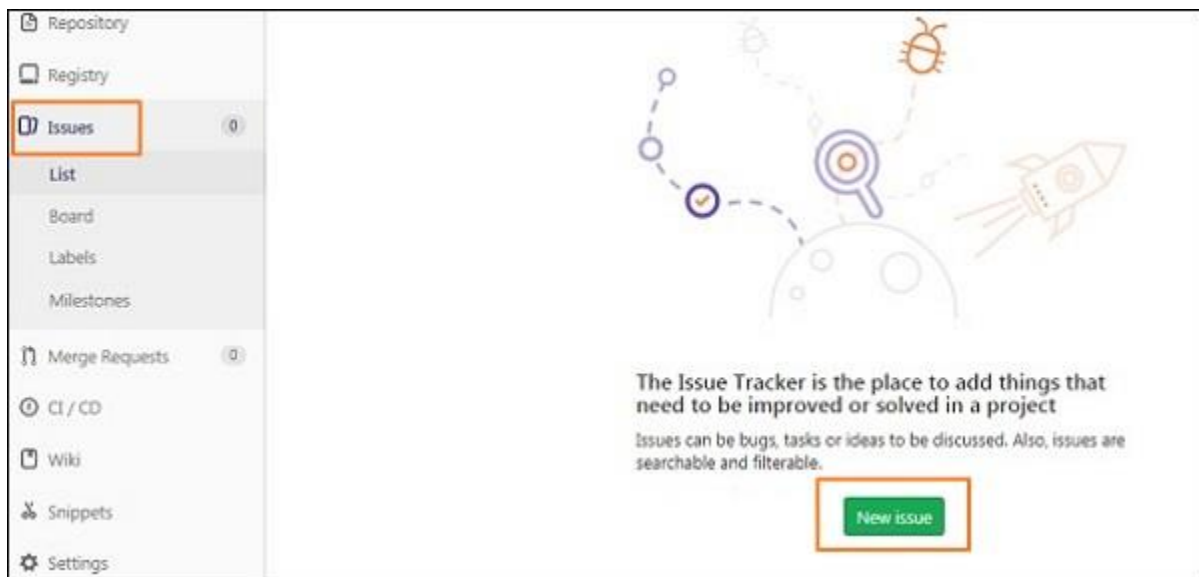 Repository
Registry
Issues 0
List
Board
Labels
Milestones
Merge Requests 0
CI / CD
Wiki
Snippets
Settings
The Issue Tracker is the place to add things that
need to be improved or solved in a project
Issues can be bugs, tasks or ideas to be discussed. Also, issues are
searchable and filterable.
New issue